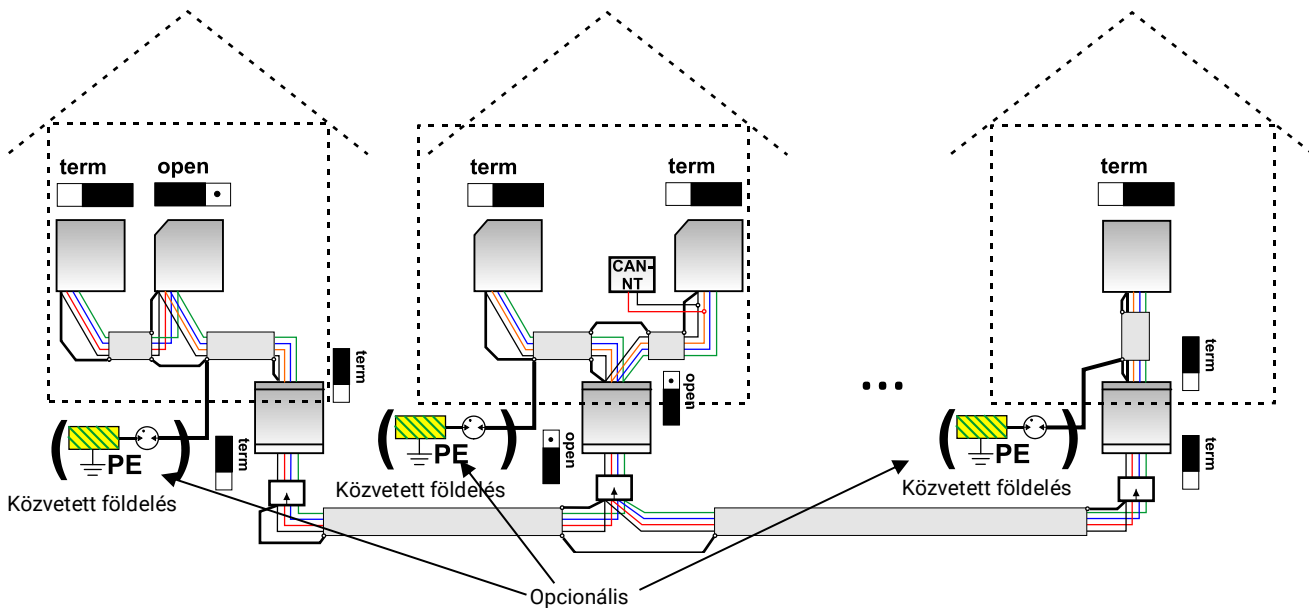 term
open
term
term
term
CAN-
NT
term
open
term
...
( PE )
term
( PE )
open
( PE )
term
Közvetett földelés
Közvetett földelés
Közvetett földelés
Opcionális